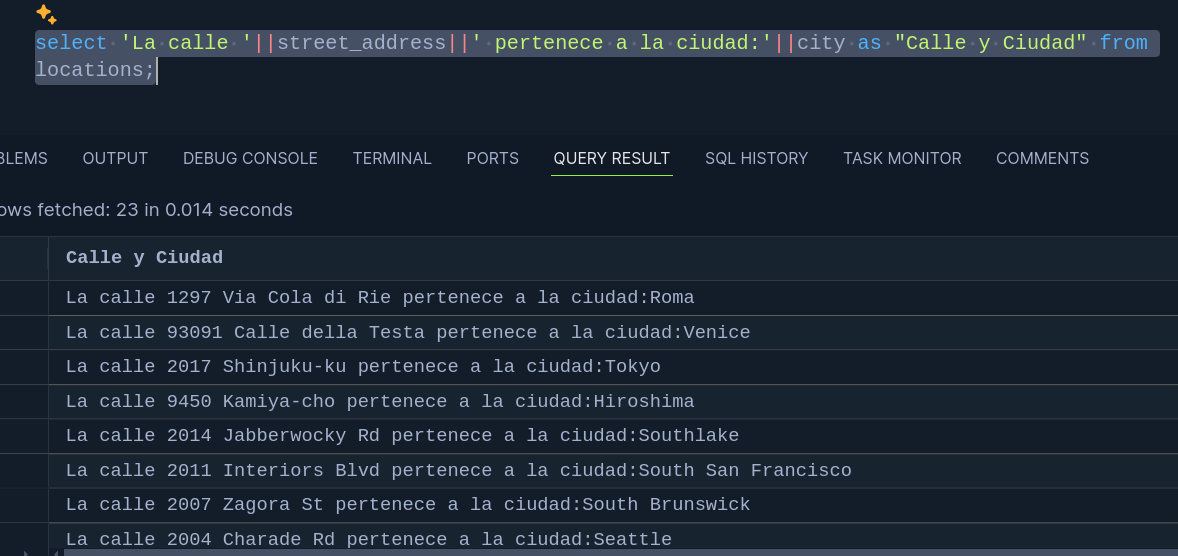 select 'La calle '||street_address||' pertenece a la ciudad:'||city as "Calle y Ciudad" from
locations;
BLEMS OUTPUT DEBUG CONSOLE TERMINAL PORTS QUERY RESULT SQL HISTORY TASK MONITOR COMMENTS
ows fetched: 23 in 0.014 seconds
Calle y Ciudad
La calle 1297 Via Cola di Rie pertenece a la ciudad:Roma
La calle 93091 Calle della Testa pertenece a la ciudad:Venice
La calle 2017 Shinjuku-ku pertenece a la ciudad:Tokyo
La calle 9450 Kamiya-cho pertenece a la ciudad:Hiroshima
La calle 2014 Jabberwocky Rd pertenece a la ciudad:Southlake
La calle 2011 Interiors Blvd pertenece a la ciudad:South San Francisco
La calle 2007 Zagora St pertenece a la ciudad:South Brunswick
La calle 2004 Charade Rd pertenece a la ciudad:Seattle